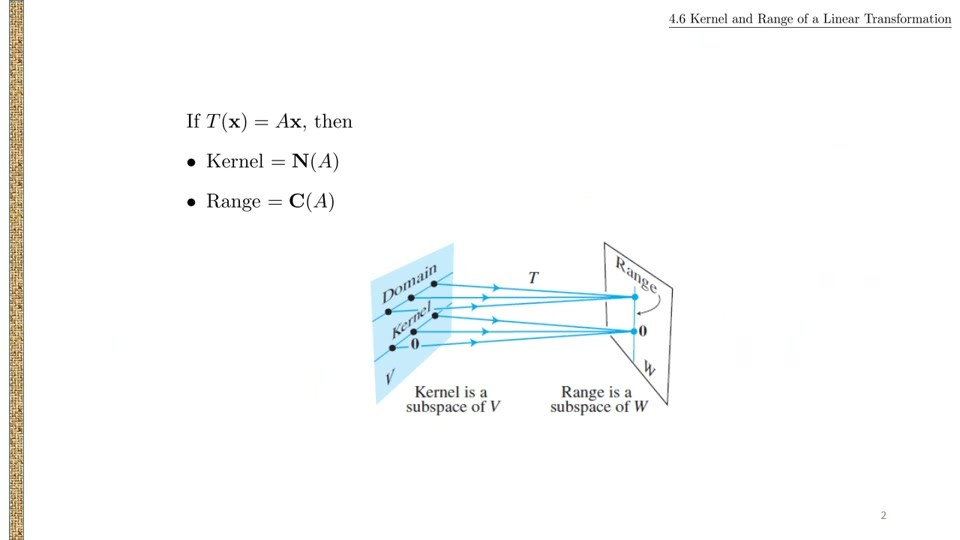 4.6 Kernel and Range of a Linear Transformation
If T(x) = Ax, then
• Kernel = N(A)
• Range = C(A)
Domain
T
Range
Kernel
0
0
V
W
Kernel is a
subspace of V
Range is a
subspace of W
2